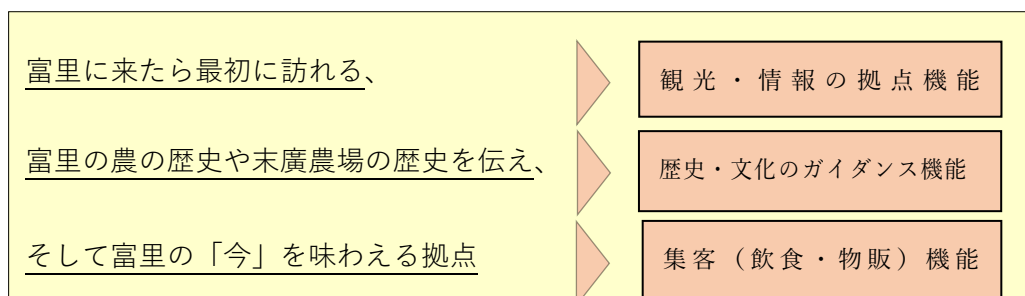 富里に来たら最初に訪れる、
観光・情報の拠点機能
富里の農の歴史や末廣農場の歴史を伝え、
歴史・文化のガイダンス機能
そして富里の「今」を味わえる拠点
集客（飲食・物販）機能